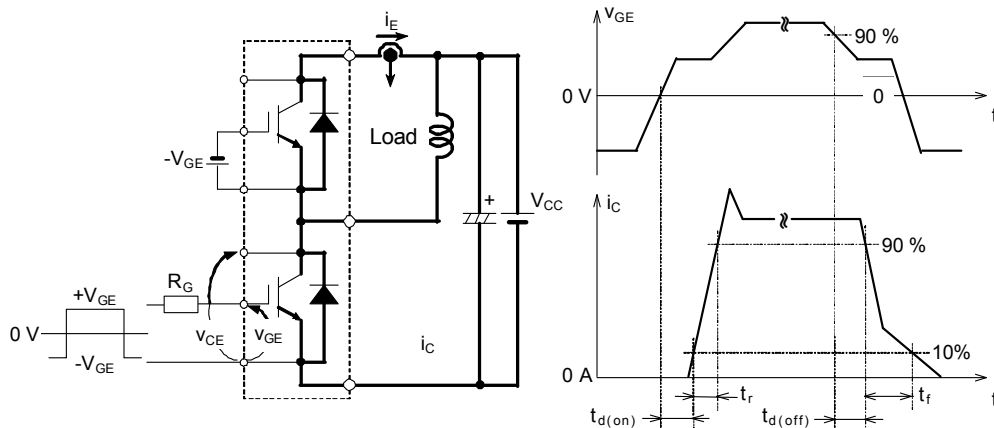 i_E
Load
-V_GE
+
V_CC
R_G
+V_GE
0 V
-V_GE
v_CE
v_GE
i_C
v_GE
90 %
0 V
0
t
i_C
90 %
10%
0 A
t_r
t_f
t
t_d(on)
t_d(off)